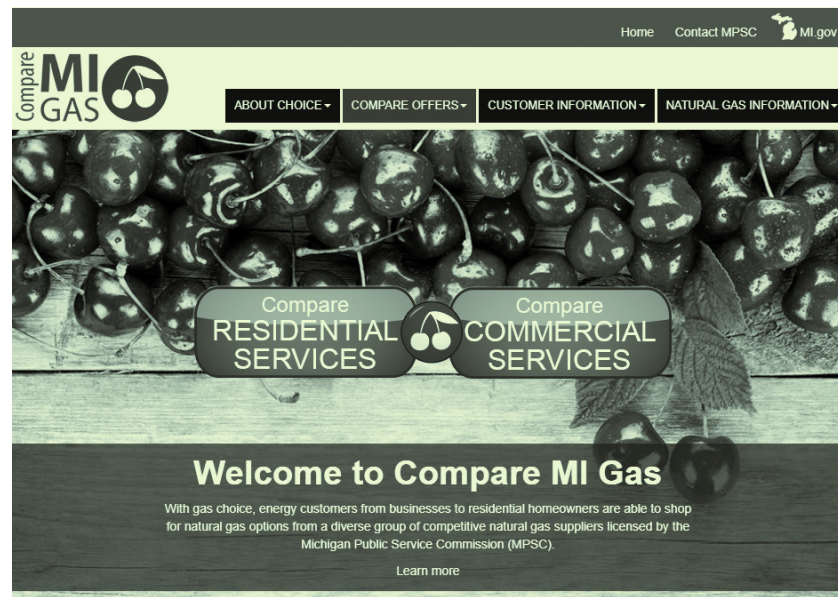 Home Contact MPSC MI.gov
Compare MI GAS
ABOUT CHOICE COMPARE OFFERS CUSTOMER INFORMATION NATURAL GAS INFORMATION
Compare
RESIDENTIAL
SERVICES
Compare
COMMERCIAL
SERVICES
Welcome to Compare MI Gas
With gas choice, energy customers from businesses to residential homeowners are able to shop
for natural gas options from a diverse group of competitive natural gas suppliers licensed by the
Michigan Public Service Commission (MPSC).
Learn more